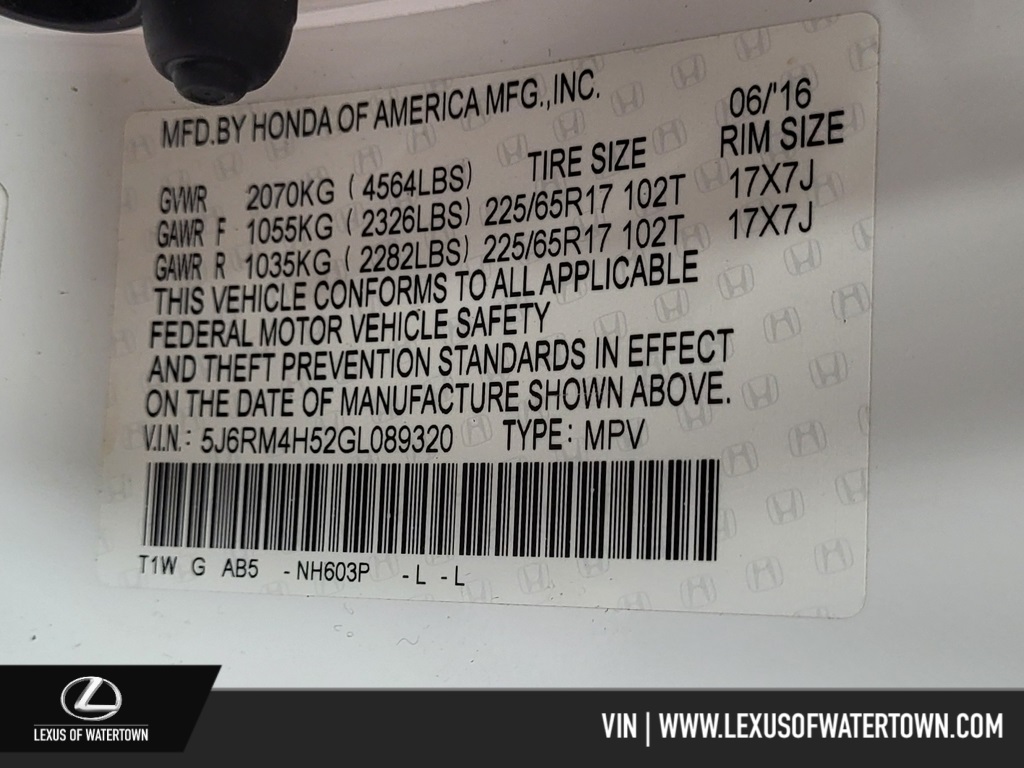 MFD.BY HONDA OF AMERICA MFG.,INC. 06/'16
GVWR 2070KG (4564LBS) TIRE SIZE RIM SIZE
GAWR F 1055KG (2326LBS) 225/65R17 102T 17X7J
GAWR R 1035KG (2282LBS) 225/65R17 102T 17X7J
THIS VEHICLE CONFORMS TO ALL APPLICABLE
FEDERAL MOTOR VEHICLE SAFETY
AND THEFT PREVENTION STANDARDS IN EFFECT
ON THE DATE OF MANUFACTURE SHOWN ABOVE.
V.I.N.: 5J6RM4H52GL089320 TYPE: MPV
T1W G AB5 -NH603P -L -L
LEXUS OF WATERTOWN
VIN | WWW.LEXUSOFWATERTOWN.COM